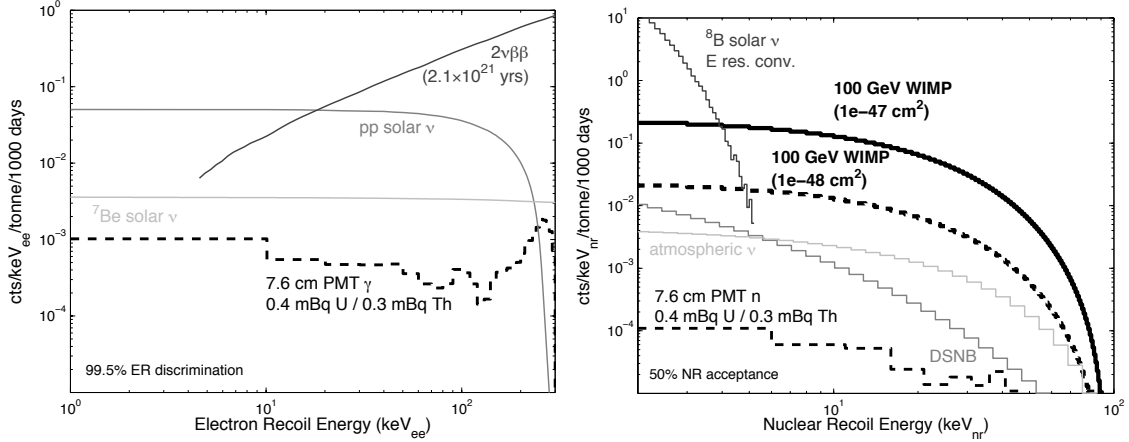 10^0
10^-1
10^-2
10^-3
10^-4
cts/keV_ee/tonne/1000 days
2νββ
(2.1×10^21 yrs)
pp solar ν
^7Be solar ν
7.6 cm PMT γ
0.4 mBq U / 0.3 mBq Th
99.5% ER discrimination
10^0
10^1
10^2
Electron Recoil Energy (keV_ee)
10^1
10^0
10^-1
10^-2
10^-3
10^-4
cts/keV_nr/tonne/1000 days
^8B solar ν
E res. conv.
100 GeV WIMP
(1e−47 cm^2)
100 GeV WIMP
(1e−48 cm^2)
atmospheric ν
7.6 cm PMT n
0.4 mBq U / 0.3 mBq Th
DSNB
50% NR acceptance
10^1
10^2
Nuclear Recoil Energy (keV_nr)